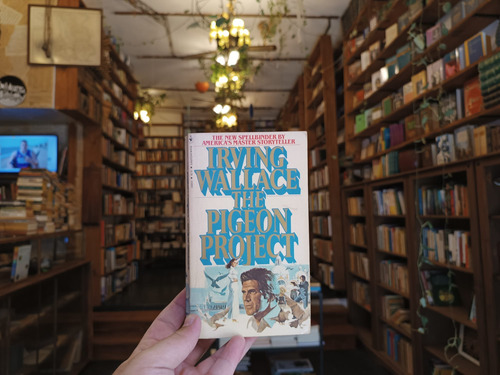 THE NEW SPELLBINDER BY
AMERICA'S MASTER STORYTELLER
IRVING
WALLACE
THE
PIGEON
PROJECT